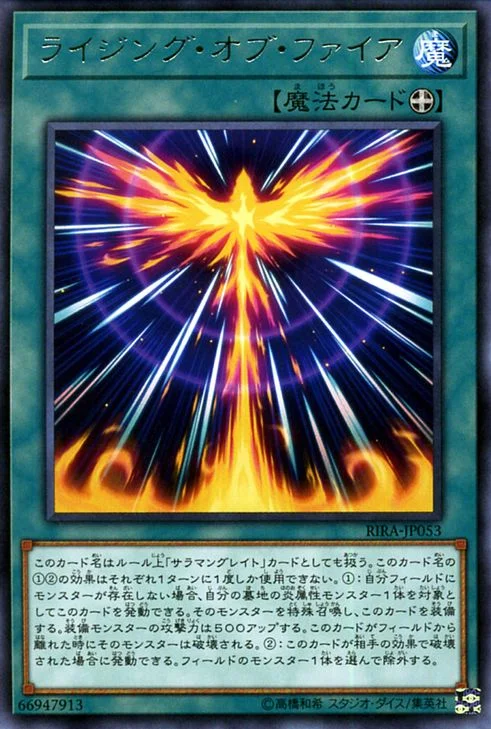 ライジング・オブ・ファイア
魔
【魔法カード】
RIRA-JP053
このカード名はルール上「サラマングレイト」カードとしても扱う。このカード名の
①②の効果はそれぞれ1ターンに1度しか使用できない。①：自分フィールドに
モンスターが存在しない場合、自分の墓地の炎属性モンスター1体を対象と
してこのカードを発動できる。そのモンスターを特殊召喚し、このカードを装備
する。装備モンスターの攻撃力は５００アップする。このカードがフィールドから
離れた時にそのモンスターは破壊される。②：このカードが相手の効果で破壊
された場合に発動できる。フィールドのモンスター1体を選んで除外する。
66947913
©高橋和希 スタジオ・ダイス/集英社